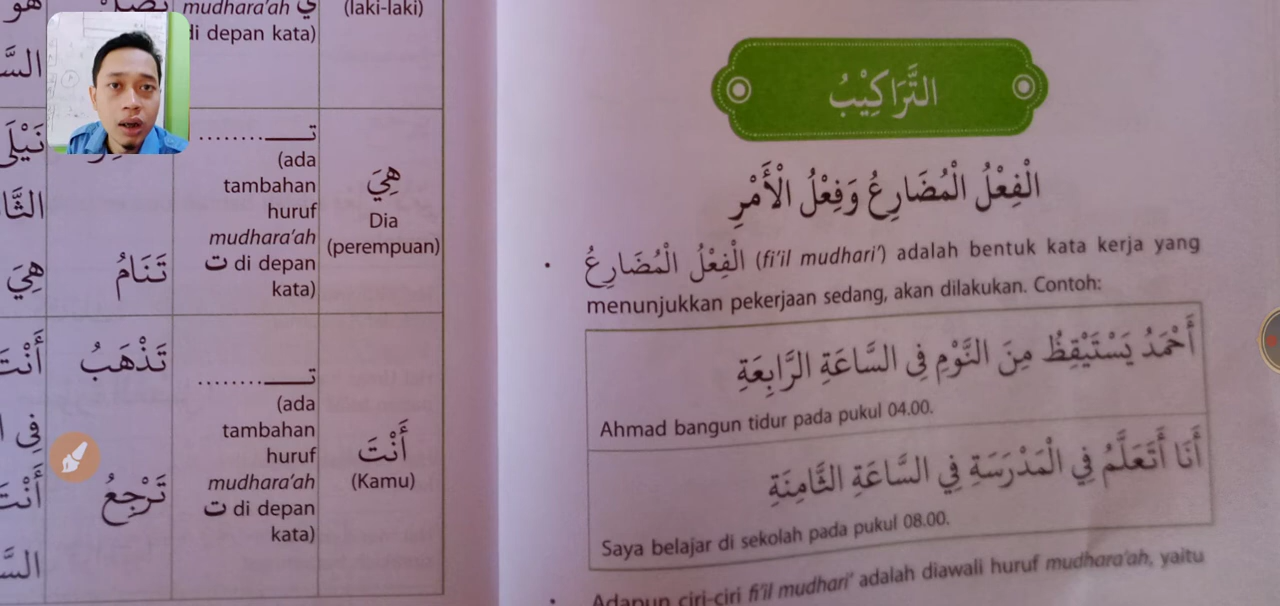 هُوَ
mudhara'ah ي
di depan kata)
(laki-laki)
السَّ
نَيْلَى
تـــ.........
(ada
tambahan
huruf
mudhara'ah
ت di depan
kata)
هِيَ
Dia
(perempuan)
هِيَ
تَنَامُ
أَنْتَ
تَذْهَبُ
تـــ.........
(ada
tambahan
huruf
mudhara'ah
ت di depan
kata)
أَنْتَ
(Kamu)
فِي
أَنْتَ
تَرْجِعُ
السَّ
التَّرَاكِيْبُ
الْفِعْلُ الْمُضَارِعُ وَفِعْلُ الْأَمْرِ
• الْفِعْلُ الْمُضَارِعُ (fi'il mudhari') adalah bentuk kata kerja yang
menunjukkan pekerjaan sedang, akan dilakukan. Contoh:
أَحْمَدُ يَسْتَيْقِظُ مِنَ النَّوْمِ فِي السَّاعَةِ الرَّابِعَةِ
Ahmad bangun tidur pada pukul 04.00.
أَنَا أَتَعَلَّمُ فِي الْمَدْرَسَةِ فِي السَّاعَةِ الثَّامِنَةِ
Saya belajar di sekolah pada pukul 08.00.
• Adapun ciri-ciri fi'il mudhari' adalah diawali huruf mudhara'ah, yaitu